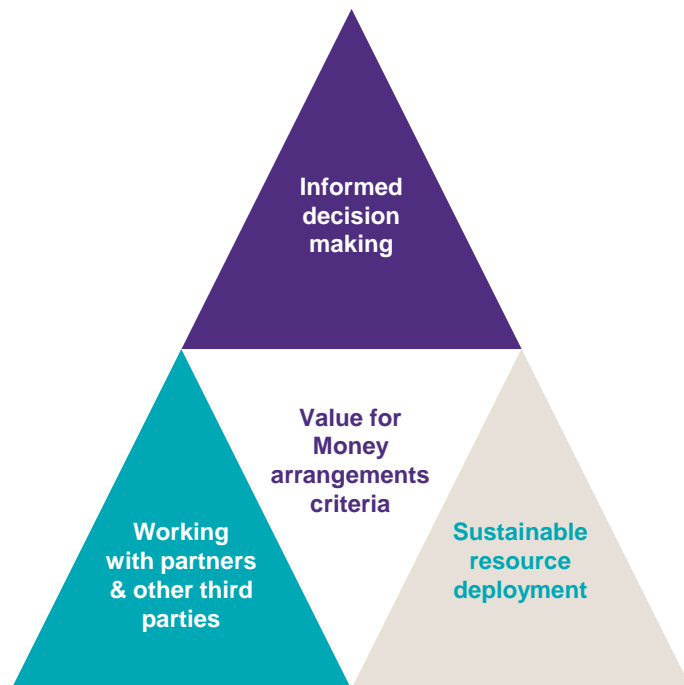 Informed
decision
making
Value for
Money
arrangements
criteria
Working
with partners
& other third
parties
Sustainable
resource
deployment